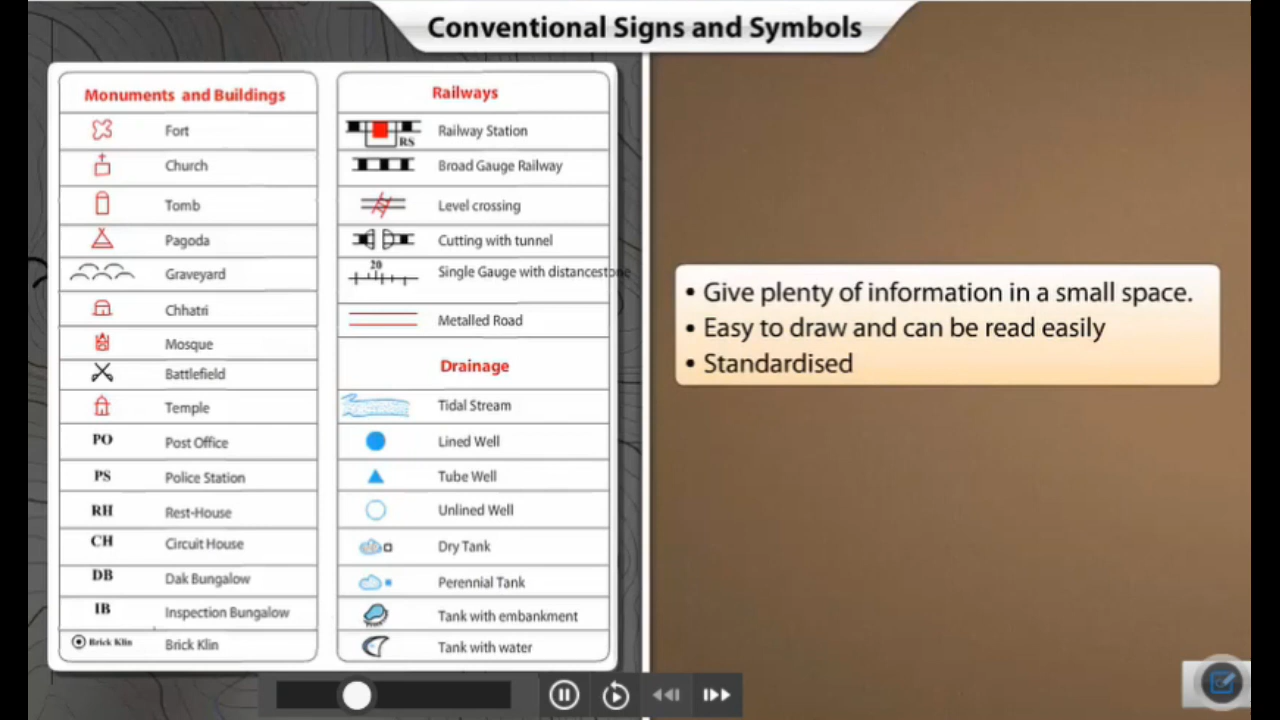 Conventional Signs and Symbols
Monuments and Buildings
Fort
Church
Tomb
Pagoda
Graveyard
Chhatri
Mosque
Battlefield
Temple
PO Post Office
PS Police Station
RH Rest-House
CH Circuit House
DB Dak Bungalow
IB Inspection Bungalow
Brick Kln Brick Klin
Railways
RS Railway Station
Broad Gauge Railway
Level crossing
Cutting with tunnel
20 Single Gauge with distancestone
Metalled Road
Drainage
Tidal Stream
Lined Well
Tube Well
Unlined Well
Dry Tank
Perennial Tank
Tank with embankment
Tank with water
• Give plenty of information in a small space.
• Easy to draw and can be read easily
• Standardised